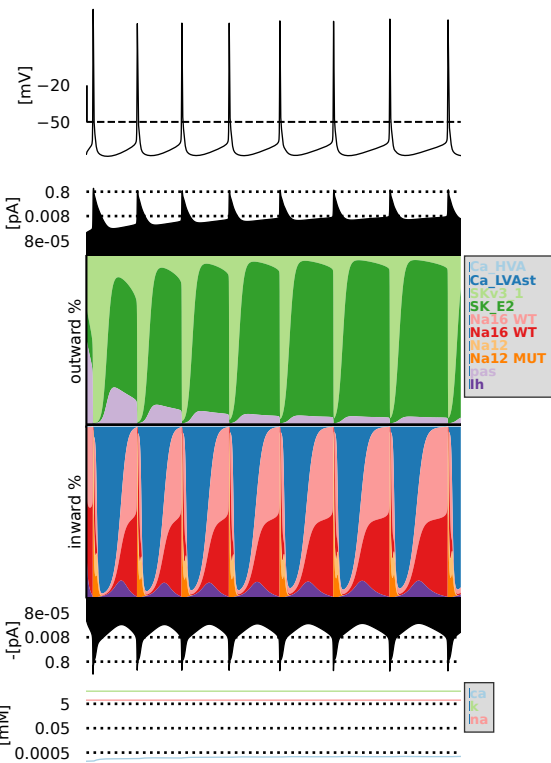 [mV]
−20
−50
[pA]
0.8
0.008
8e-05
outward %
Ca_HVA
Ca_LVAst
SKv3_1
SK_E2
Na16 WT
Na16 WT
Na12
Na12 MUT
pas
Ih
inward %
-[pA]
8e-05
0.008
0.8
[mM]
5
0.05
0.0005
ca
k
na